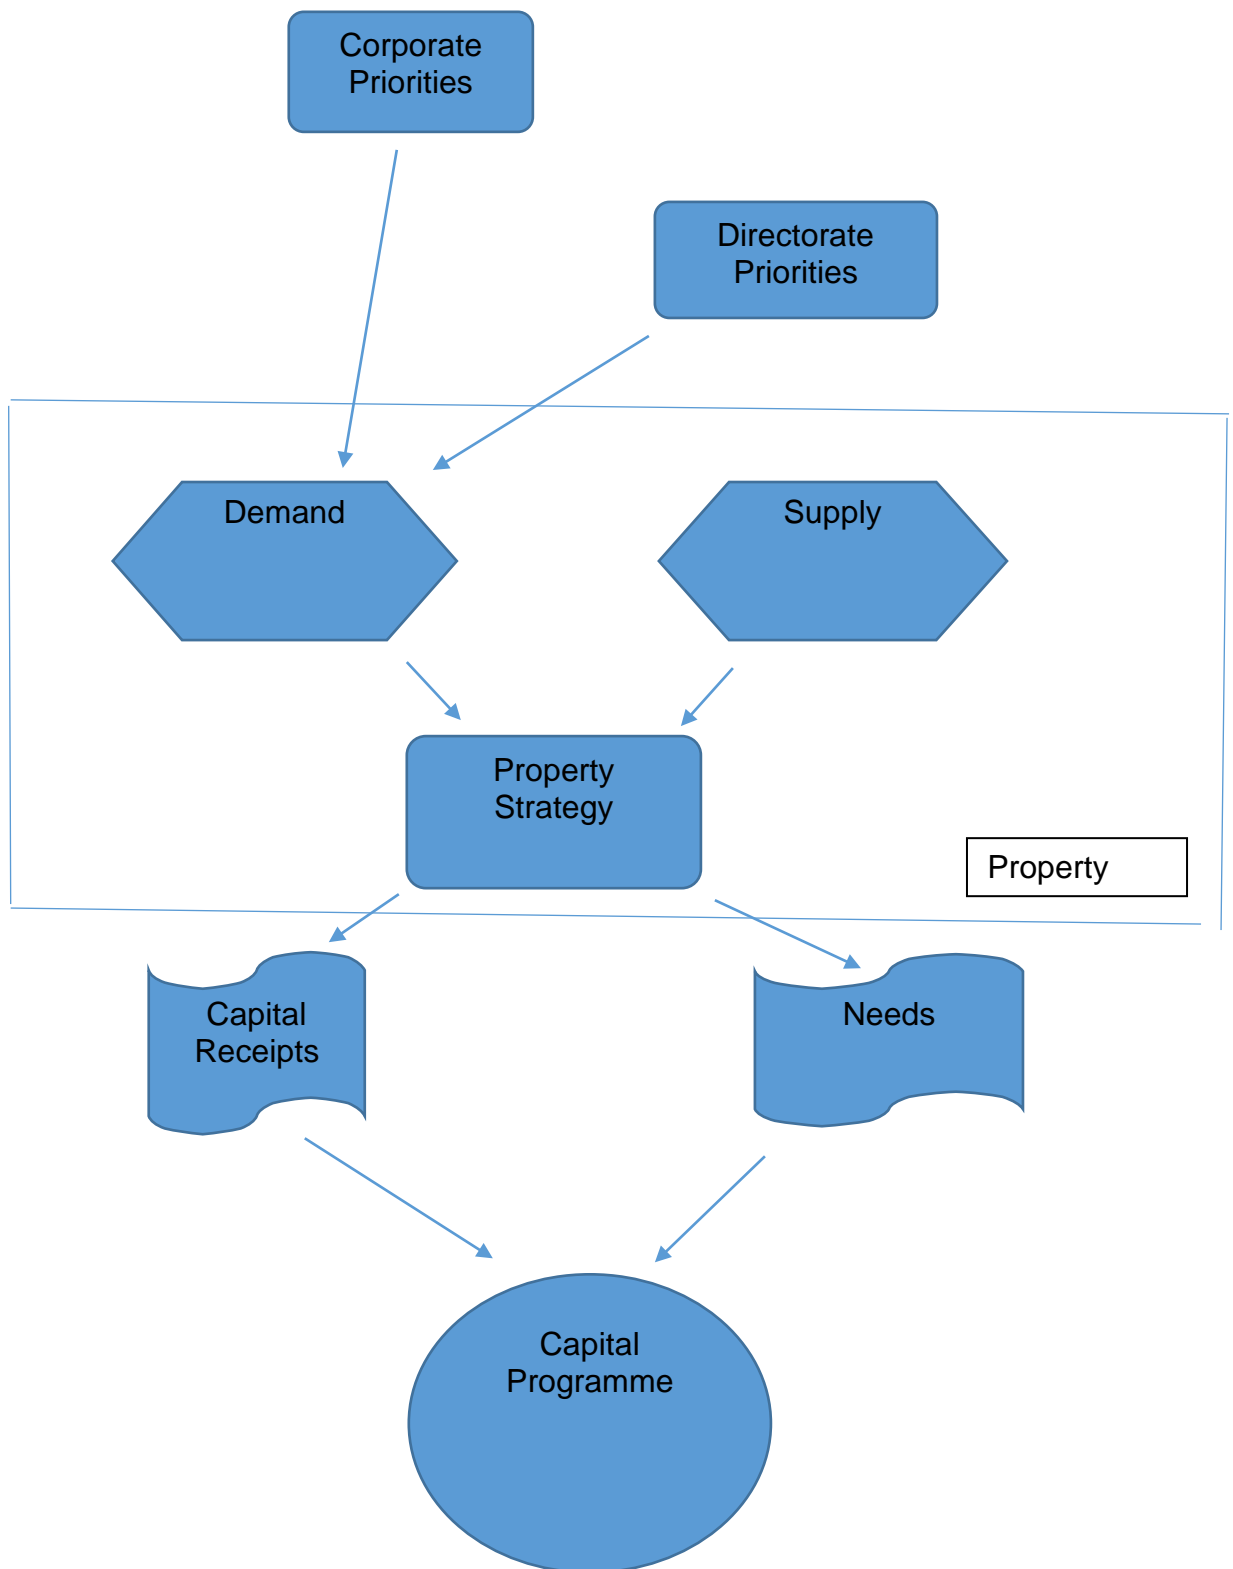 Corporate
Priorities
Directorate
Priorities
Demand
Supply
Property
Strategy
Property
Capital
Receipts
Needs
Capital
Programme